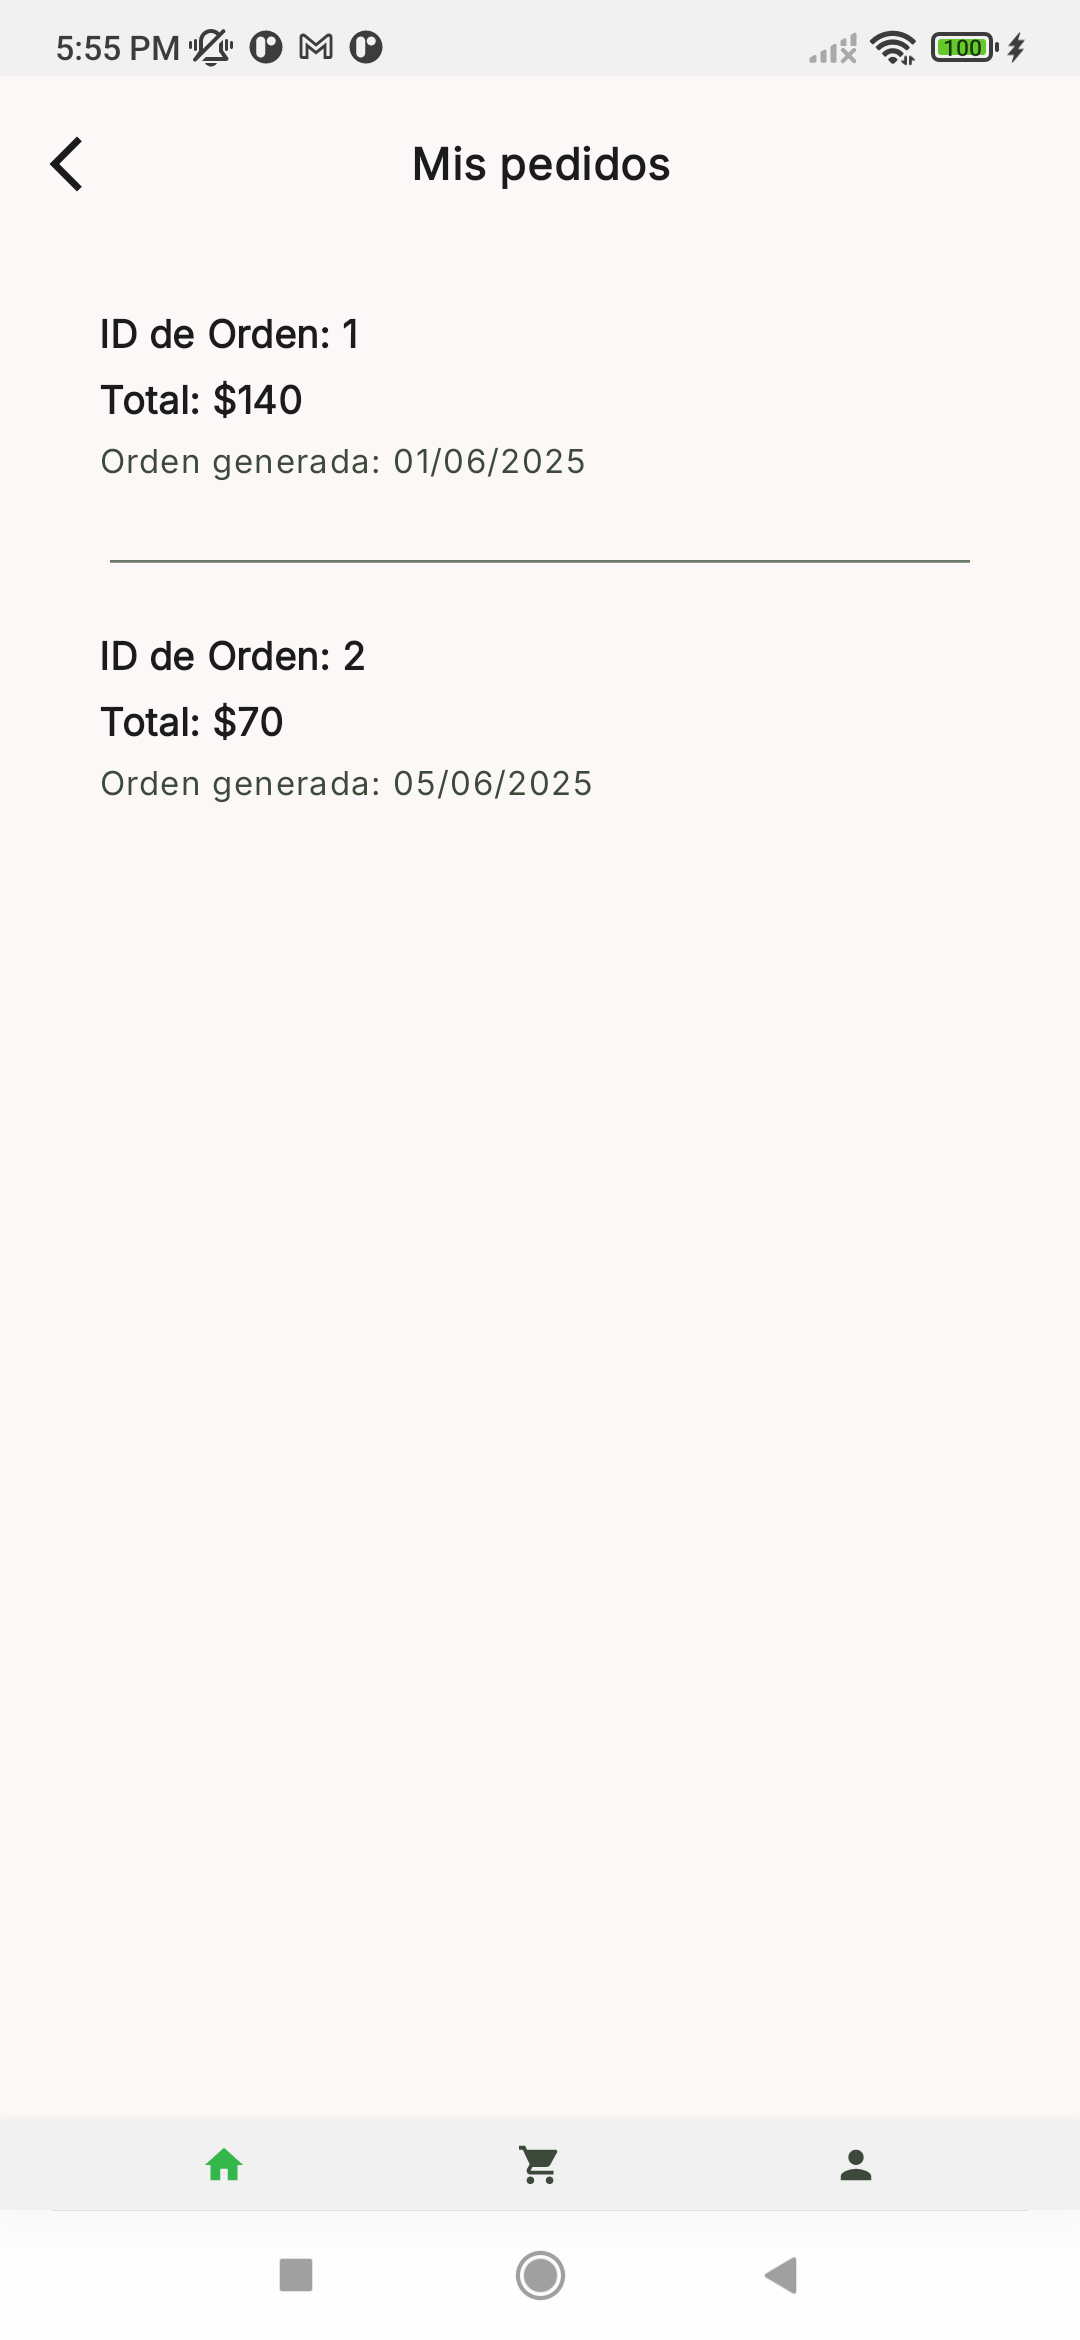 5:55 PM
100
Mis pedidos
ID de Orden: 1
Total: $140
Orden generada: 01/06/2025
ID de Orden: 2
Total: $70
Orden generada: 05/06/2025